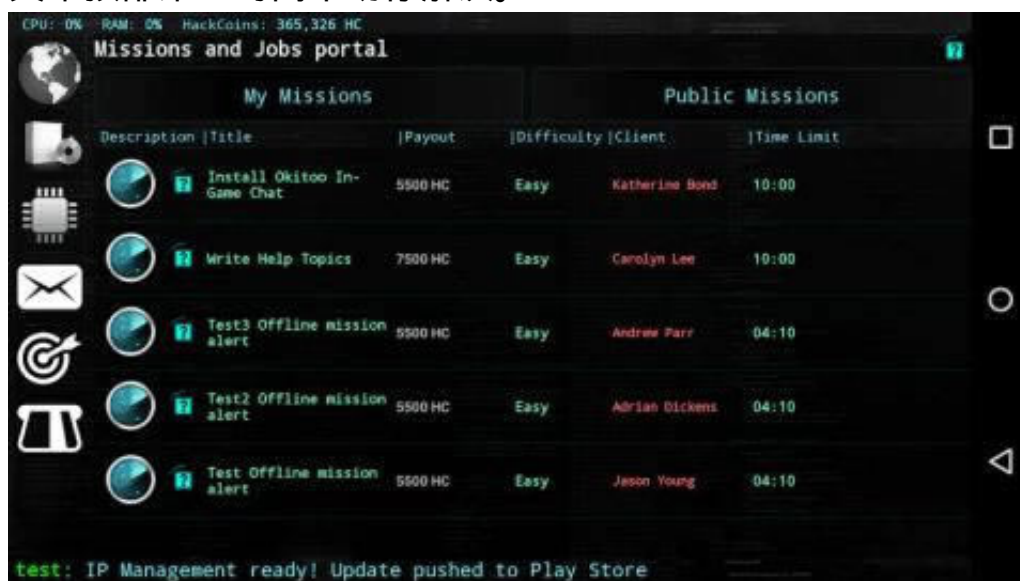 CPU: 0% RAM: 0% HackCoins: 365,326 HC
Missions and Jobs portal
?
My Missions Public Missions
Description |Title |Payout |Difficulty |Client |Time Limit
? Install Okitoo In-Game Chat 5500 HC Easy Katherine Bond 10:00
? Write Help Topics 7500 HC Easy Carolyn Lee 10:00
? Test3 Offline mission alert 5500 HC Easy Andrew Parr 04:10
? Test2 Offline mission alert 5500 HC Easy Adrian Dickens 04:10
? Test Offline mission alert 5500 HC Easy Jason Young 04:10
test: IP Management ready! Update pushed to Play Store